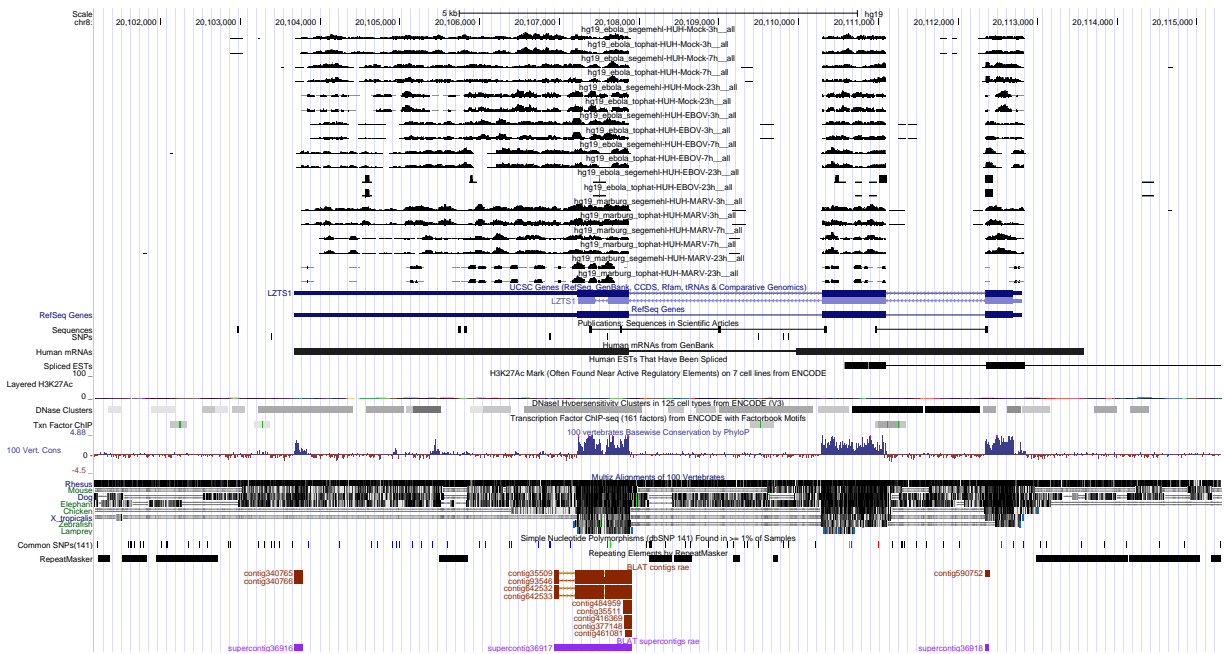 Scale 5 kb hg19
chr8: 20,102,000 20,103,000 20,104,000 20,105,000 20,106,000 20,107,000 20,108,000 20,109,000 20,110,000 20,111,000 20,112,000 20,113,000 20,114,000 20,115,000
hg19_ebola_segemehl-HUH-Mock-3h__all
hg19_ebola_tophat-HUH-Mock-3h__all
hg19_ebola_segemehl-HUH-Mock-7h__all
hg19_ebola_tophat-HUH-Mock-7h__all
hg19_ebola_segemehl-HUH-Mock-23h__all
hg19_ebola_tophat-HUH-Mock-23h__all
hg19_ebola_segemehl-HUH-EBOV-3h__all
hg19_ebola_tophat-HUH-EBOV-3h__all
hg19_ebola_segemehl-HUH-EBOV-7h__all
hg19_ebola_tophat-HUH-EBOV-7h__all
hg19_ebola_segemehl-HUH-EBOV-23h__all
hg19_ebola_tophat-HUH-EBOV-23h__all
hg19_marburg_segemehl-HUH-MARV-3h__all
hg19_marburg_tophat-HUH-MARV-3h__all
hg19_marburg_segemehl-HUH-MARV-7h__all
hg19_marburg_tophat-HUH-MARV-7h__all
hg19_marburg_segemehl-HUH-MARV-23h__all
hg19_marburg_tophat-HUH-MARV-23h__all
UCSC Genes (RefSeq, GenBank, CCDS, Rfam, tRNAs & Comparative Genomics)
LZTS1
LZTS1
RefSeq Genes
RefSeq Genes
Publications: Sequences in Scientific Articles
Sequences
SNPs
Human mRNAs from GenBank
Human mRNAs
Human ESTs That Have Been Spliced
Spliced ESTs
H3K27Ac Mark (Often Found Near Active Regulatory Elements) on 7 cell lines from ENCODE
100 _
Layered H3K27Ac
0 _
DNaseI Hypersensitivity Clusters in 125 cell types from ENCODE (V3)
DNase Clusters
Transcription Factor ChIP-seq (161 factors) from ENCODE with Factorbook Motifs
Txn Factor ChIP
100 vertebrates Basewise Conservation by PhyloP
4.88 _
100 Vert. Cons
0 -
-4.5 _
Multiz Alignments of 100 Vertebrates
Rhesus
Mouse
Dog
Elephant
Chicken
X_tropicalis
Zebrafish
Lamprey
Simple Nucleotide Polymorphisms (dbSNP 141) Found in >= 1% of Samples
Common SNPs(141)
Repeating Elements by RepeatMasker
RepeatMasker
BLAT contigs rae
contig340765 contig35509 contig590752
contig340766 contig93546
contig642532
contig642533
contig484959
contig35511
contig416369
contig377148
contig461081
BLAT supercontigs rae
supercontig36916 supercontig36917 supercontig36918